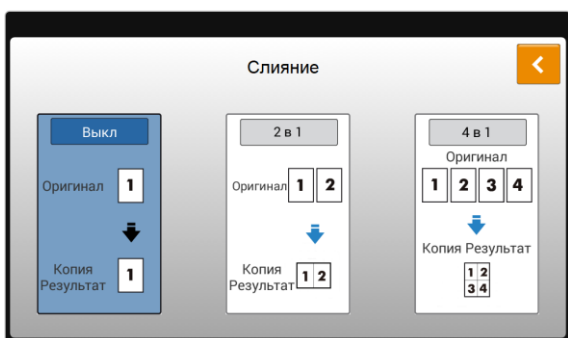 Слияние
Выкл
Оригинал 1
Копия
Результат 1
2 в 1
Оригинал 1 2
Копия
Результат 1 2
4 в 1
Оригинал
1 2 3 4
Копия Результат
1 2
3 4